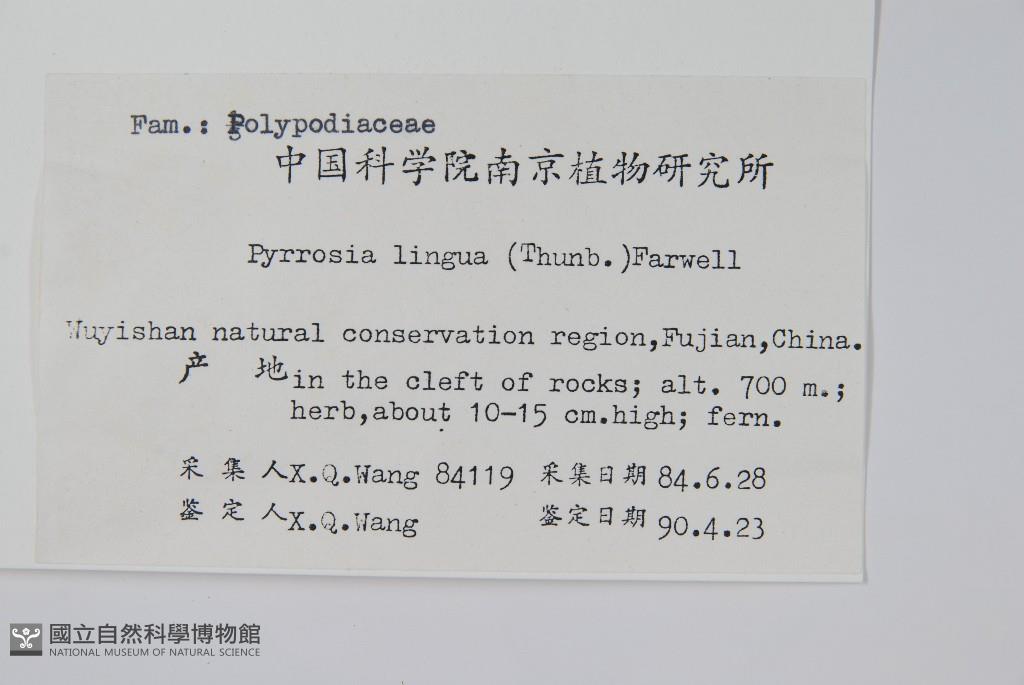 Fam.: Polypodiaceae
中国科学院南京植物研究所
Pyrrosia lingua (Thunb.)Farwell
Wuyishan natural conservation region,Fujian,China.
产 地 in the cleft of rocks; alt. 700 m.;
herb,about 10-15 cm.high; fern.
采 集 人 X.Q.Wang 84119 采集日期 84.6.28
鉴 定 人 X.Q.Wang 鉴定日期 90.4.23
國立自然科學博物館
NATIONAL MUSEUM OF NATURAL SCIENCE